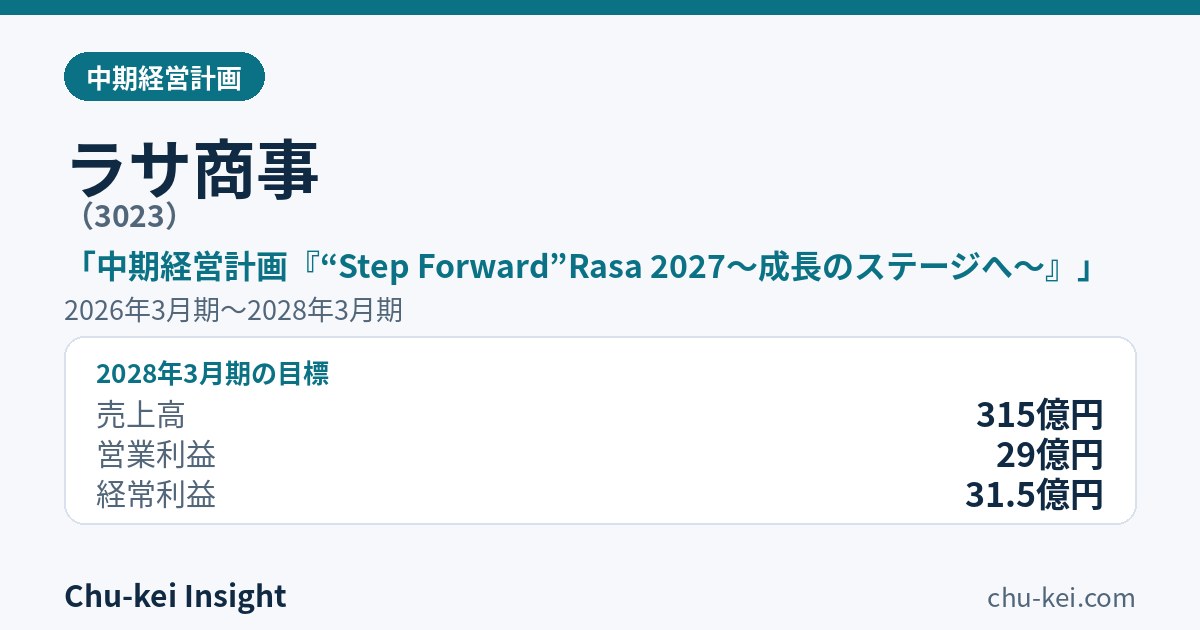 中期経営計画
ラサ商事
（3023）
「中期経営計画『“Step Forward”Rasa 2027～成長のステージへ～』」
2026年3月期～2028年3月期
2028年3月期の目標
売上高 315億円
営業利益 29億円
経常利益 31.5億円
Chu-kei Insight chu-kei.com